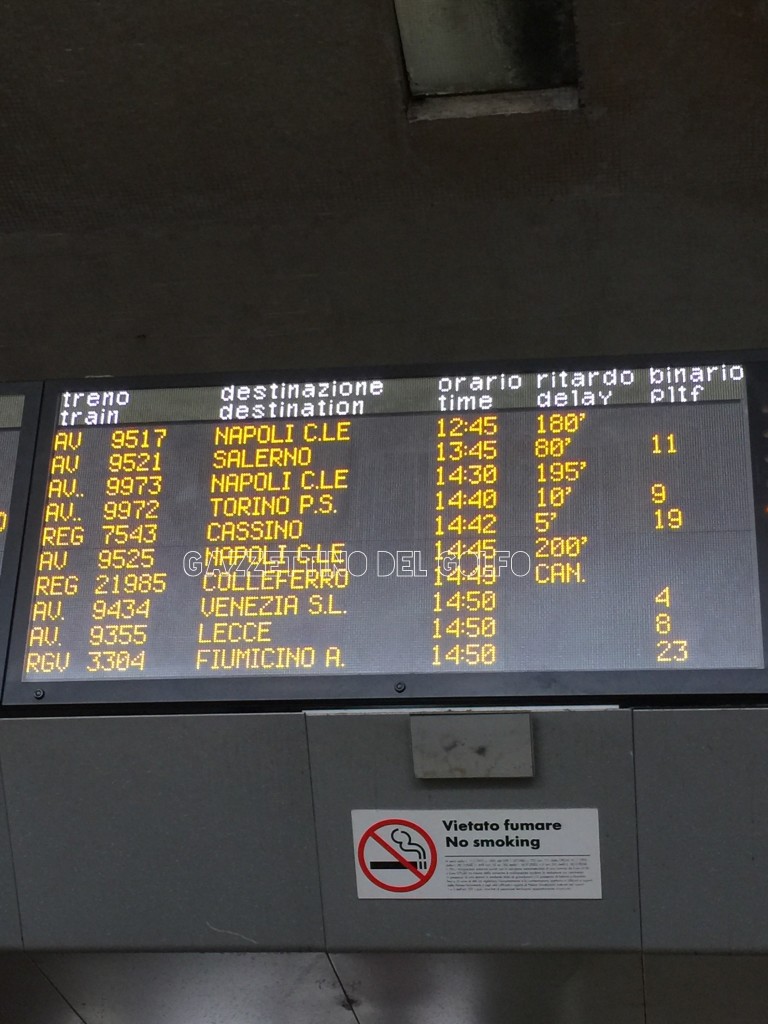 treno destinazione orario ritardo binario
train destination time delay pltf
AV 9517 NAPOLI C.LE 12:45 180'
AV 9521 SALERNO 13:45 80' 11
AV. 9973 NAPOLI C.LE 14:30 195'
AV. 9972 TORINO P.S. 14:40 10' 9
REG 7543 CASSINO 14:42 5' 19
AV 9525 NAPOLI C.LE 14:45 200'
GAZZETTINO DEL GOLFO
REG 21985 COLLEFERRO CAN.
AV. 9434 VENEZIA S.L. 14:50 4
AV. 9355 LECCE 14:50 8
RGV 3304 FIUMICINO A. 14:50 23
Vietato fumare
No smoking